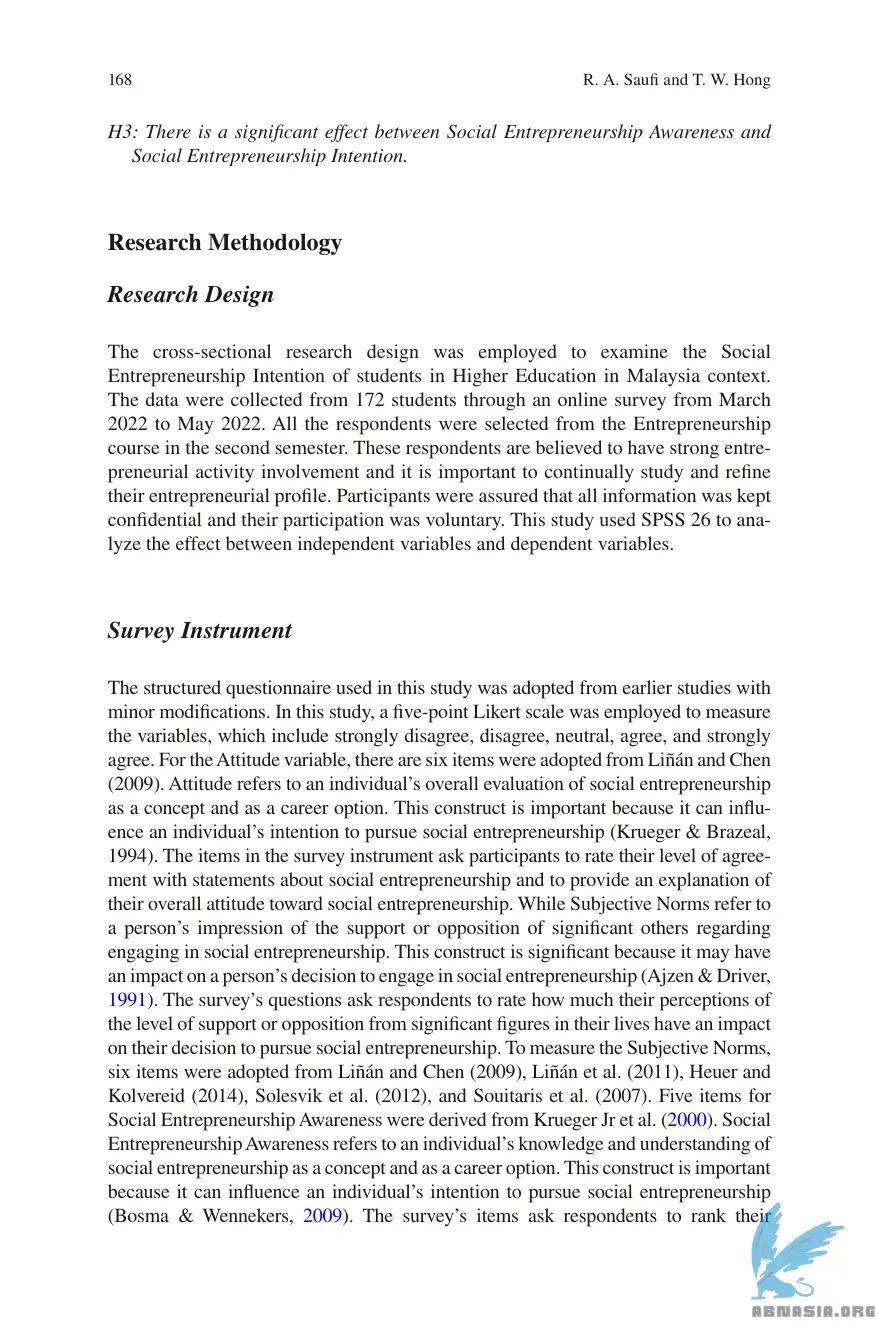 168
R. A. Saufi and T. W. Hong
H3: There is a significant effect between Social Entrepreneurship Awareness and
Social Entrepreneurship Intention.
Research Methodology
Research Design
The cross-sectional research design was employed to examine the Social
Entrepreneurship Intention of students in Higher Education in Malaysia context.
The data were collected from 172 students through an online survey from March
2022 to May 2022. All the respondents were selected from the Entrepreneurship
course in the second semester. These respondents are believed to have strong entre-
preneurial activity involvement and it is important to continually study and refine
their entrepreneurial profile. Participants were assured that all information was kept
confidential and their participation was voluntary. This study used SPSS 26 to ana-
lyze the effect between independent variables and dependent variables.
Survey Instrument
The structured questionnaire used in this study was adopted from earlier studies with
minor modifications. In this study, a five-point Likert scale was employed to measure
the variables, which include strongly disagree, disagree, neutral, agree, and strongly
agree. For the Attitude variable, there are six items were adopted from Liñán and Chen
(2009). Attitude refers to an individual’s overall evaluation of social entrepreneurship
as a concept and as a career option. This construct is important because it can influ-
ence an individual’s intention to pursue social entrepreneurship (Krueger & Brazeal,
1994). The items in the survey instrument ask participants to rate their level of agree-
ment with statements about social entrepreneurship and to provide an explanation of
their overall attitude toward social entrepreneurship. While Subjective Norms refer to
a person’s impression of the support or opposition of significant others regarding
engaging in social entrepreneurship. This construct is significant because it may have
an impact on a person’s decision to engage in social entrepreneurship (Ajzen & Driver,
1991). The survey’s questions ask respondents to rate how much their perceptions of
the level of support or opposition from significant figures in their lives have an impact
on their decision to pursue social entrepreneurship. To measure the Subjective Norms,
six items were adopted from Liñán and Chen (2009), Liñán et al. (2011), Heuer and
Kolvereid (2014), Solesvik et al. (2012), and Souitaris et al. (2007). Five items for
Social Entrepreneurship Awareness were derived from Krueger Jr et al. (2000). Social
Entrepreneurship Awareness refers to an individual’s knowledge and understanding of
social entrepreneurship as a concept and as a career option. This construct is important
because it can influence an individual’s intention to pursue social entrepreneurship
(Bosma & Wennekers, 2009). The survey’s items ask respondents to rank their
ABNASIA.ORG